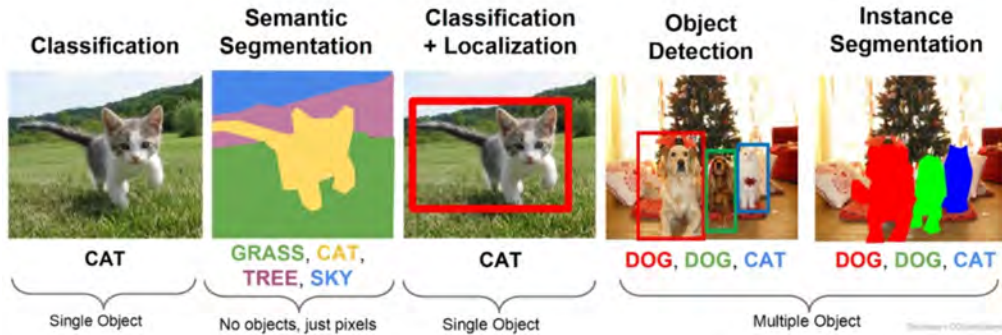 Classification
Semantic
Segmentation
Classification
+ Localization
Object
Detection
Instance
Segmentation
CAT
GRASS, CAT,
TREE, SKY
CAT
DOG, DOG, CAT
DOG, DOG, CAT
Single Object
No objects, just pixels
Single Object
Multiple Object